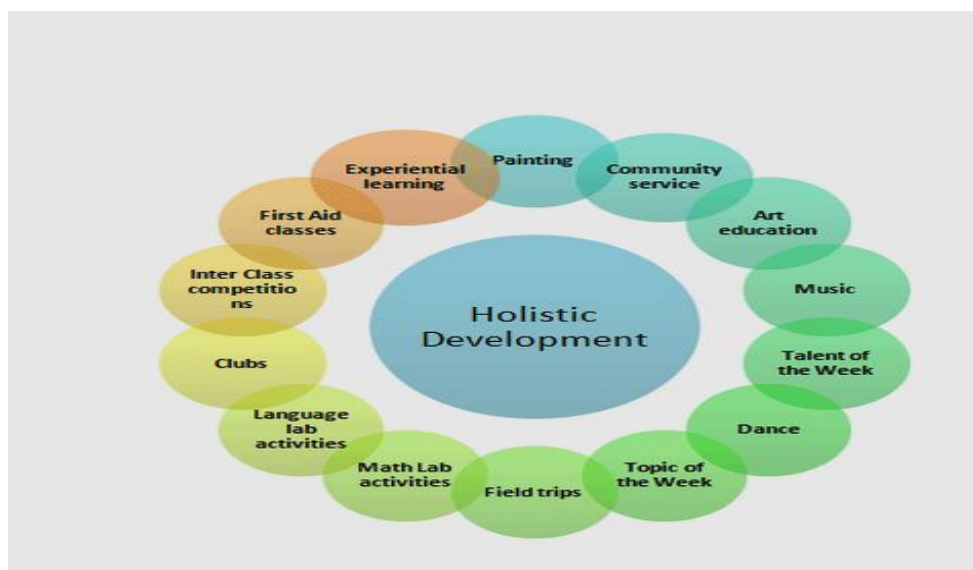 Painting
Community
service
Art
education
Music
Talent of
the Week
Dance
Topic of
the Week
Field trips
Math Lab
activities
Language
lab
activities
Clubs
Inter Class
competitio
ns
First Aid
classes
Experiential
learning
Holistic
Development